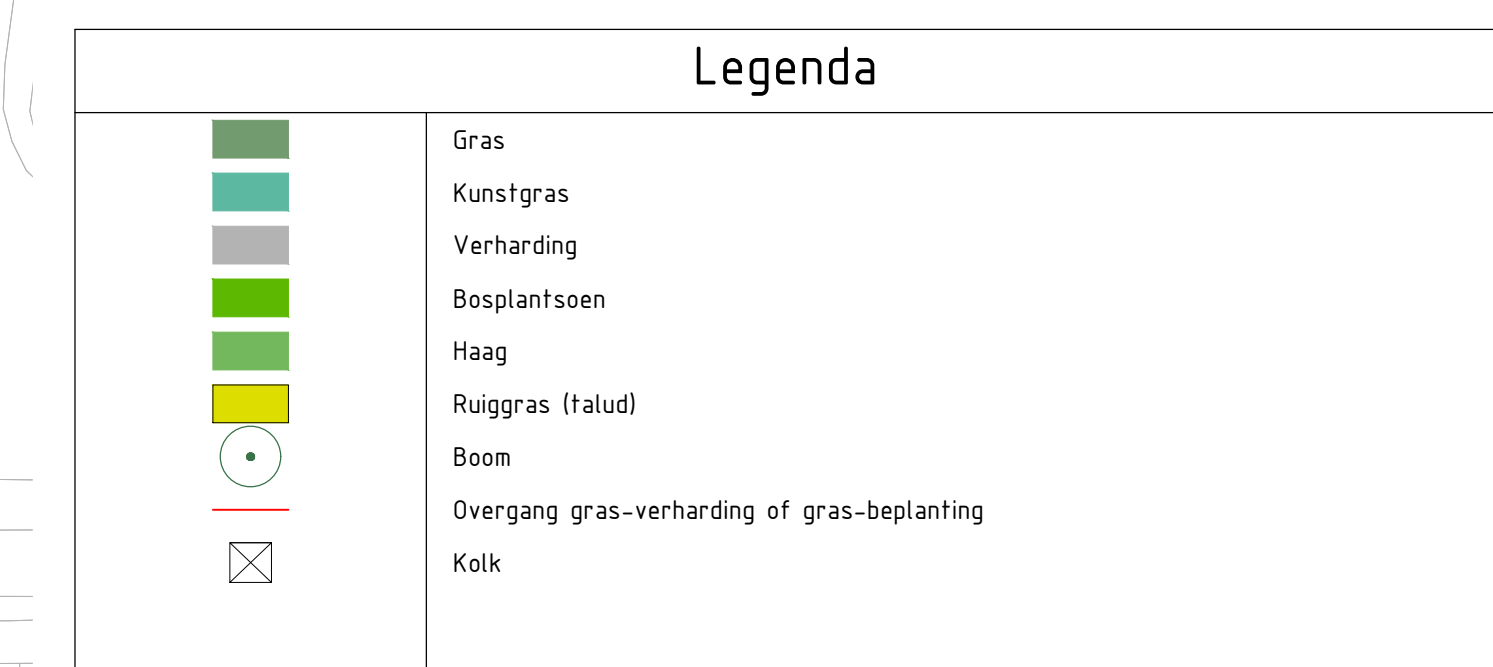 Legenda
Gras
Kunstgras
Verharding
Bosplantsoen
Haag
Ruiggras (talud)
Boom
Overgang gras-verharding of gras-beplanting
Kolk